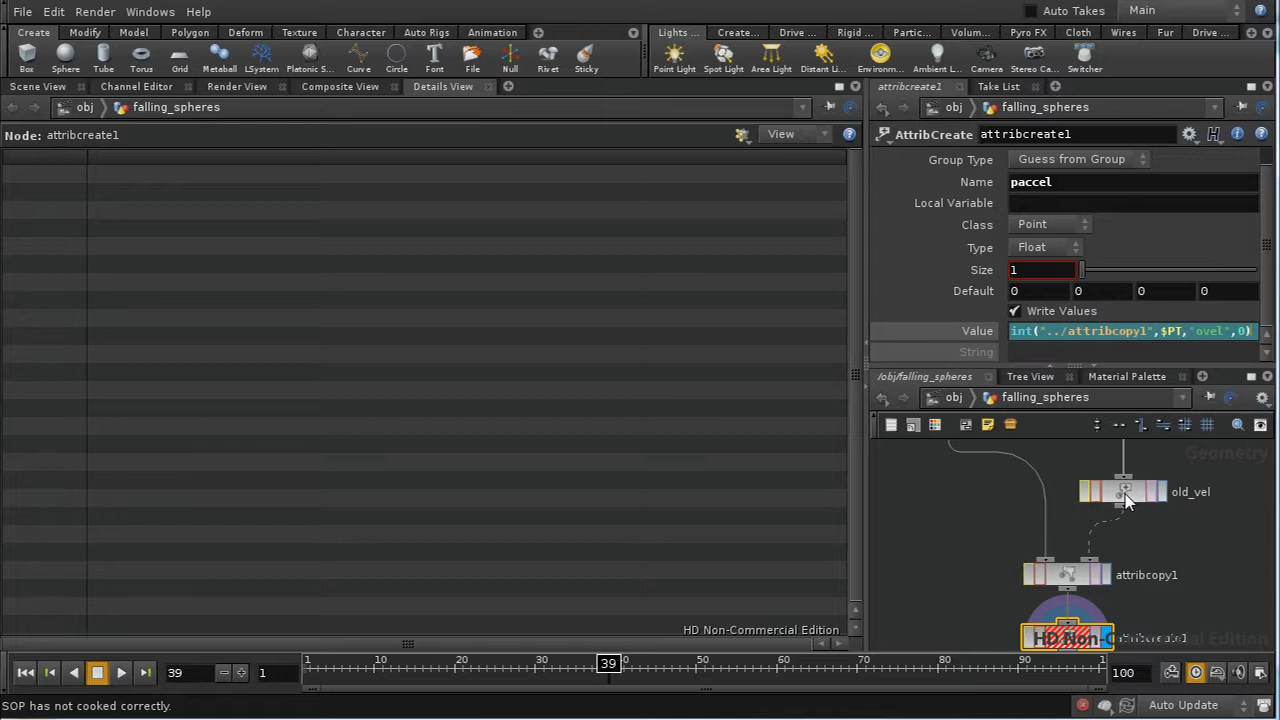 File Edit Render Windows Help Auto Takes Main
Create Modify Model Polygon Deform Texture Character Auto Rigs Animation Lights ... Create... Drive ... Rigid ... Partic... Volum... Pyro FX Cloth Wires Fur Drive ...
Box Sphere Tube Torus Grid Metaball LSystem Platonic S... Curve Circle Font File Null Rivet Sticky Point Light Spot Light Area Light Distant Li... Environm... Ambient L... Camera Stereo Ca... Switcher
Scene View Channel Editor Render View Composite View Details View
obj falling_spheres
Node: attribcreate1 View
attribcreate1 Take List
obj falling_spheres
AttribCreate attribcreate1
Group Type Guess from Group
Name paccel
Local Variable
Class Point
Type Float
Size 1
Default 0 0 0 0
Write Values
Value int("../attribcopy1",$PT,"ovel",0)
String
/obj/falling_spheres Tree View Material Palette
obj falling_spheres
Geometry
old_vel
attribcopy1
HD Non-Commercial Edition
HD Non-Commercial Edition
39 1
1 10 20 30 39 50 60 70 80 90 1
100
SOP has not cooked correctly. Auto Update